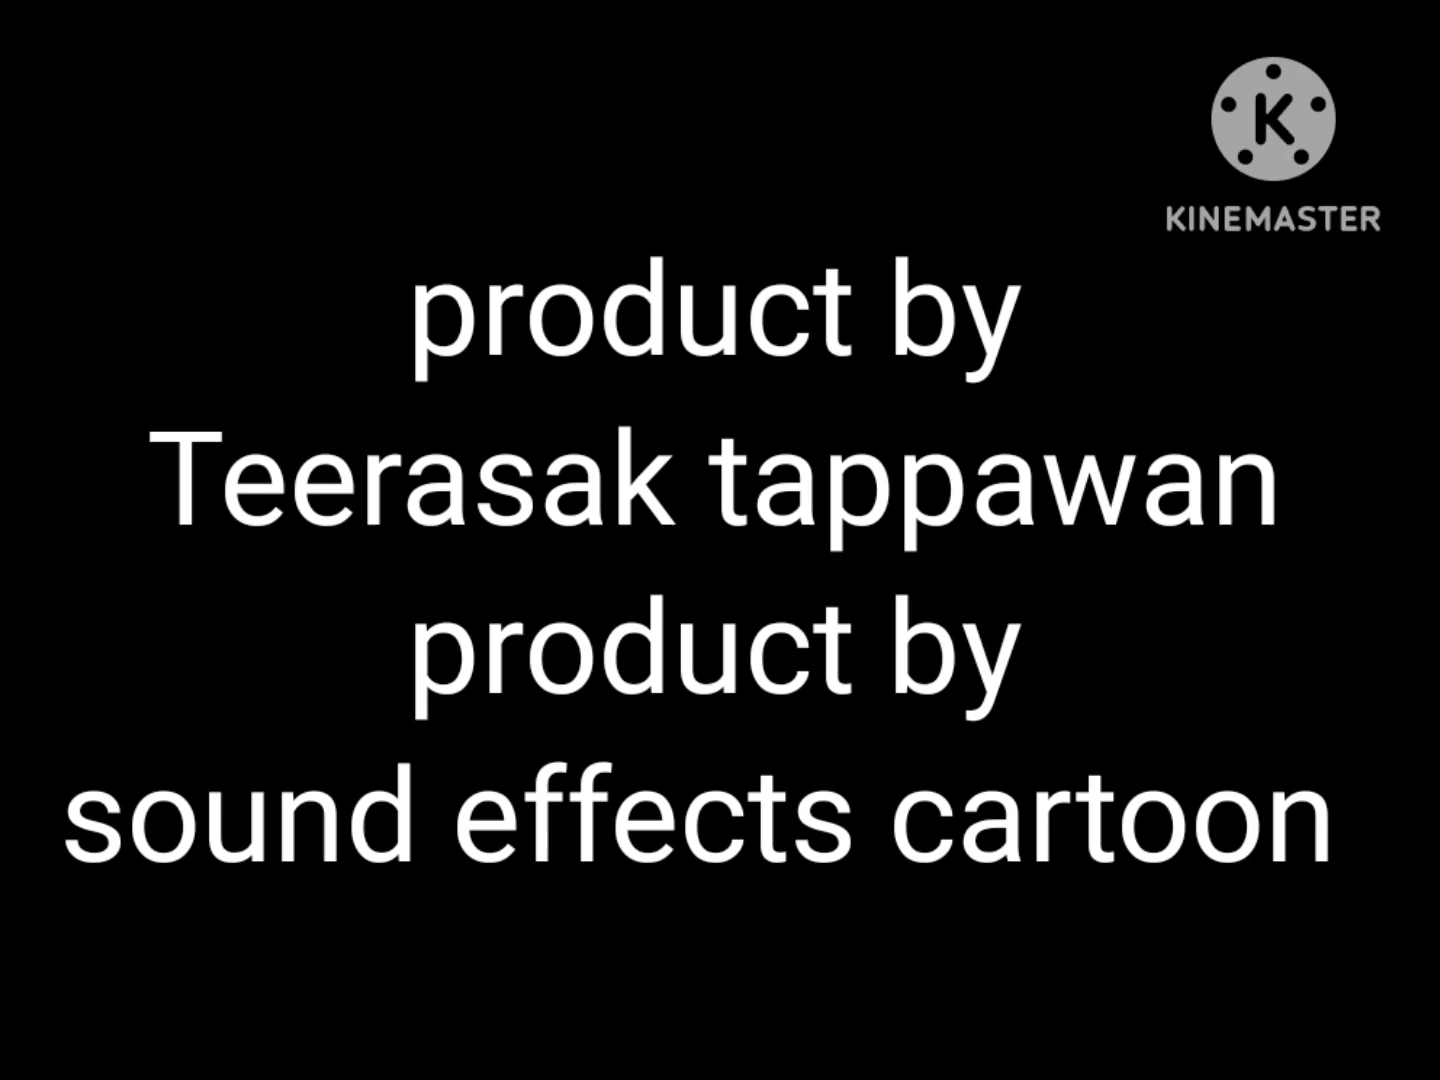 KINEMASTER
product by
Teerasak tappawan
product by
sound effects cartoon